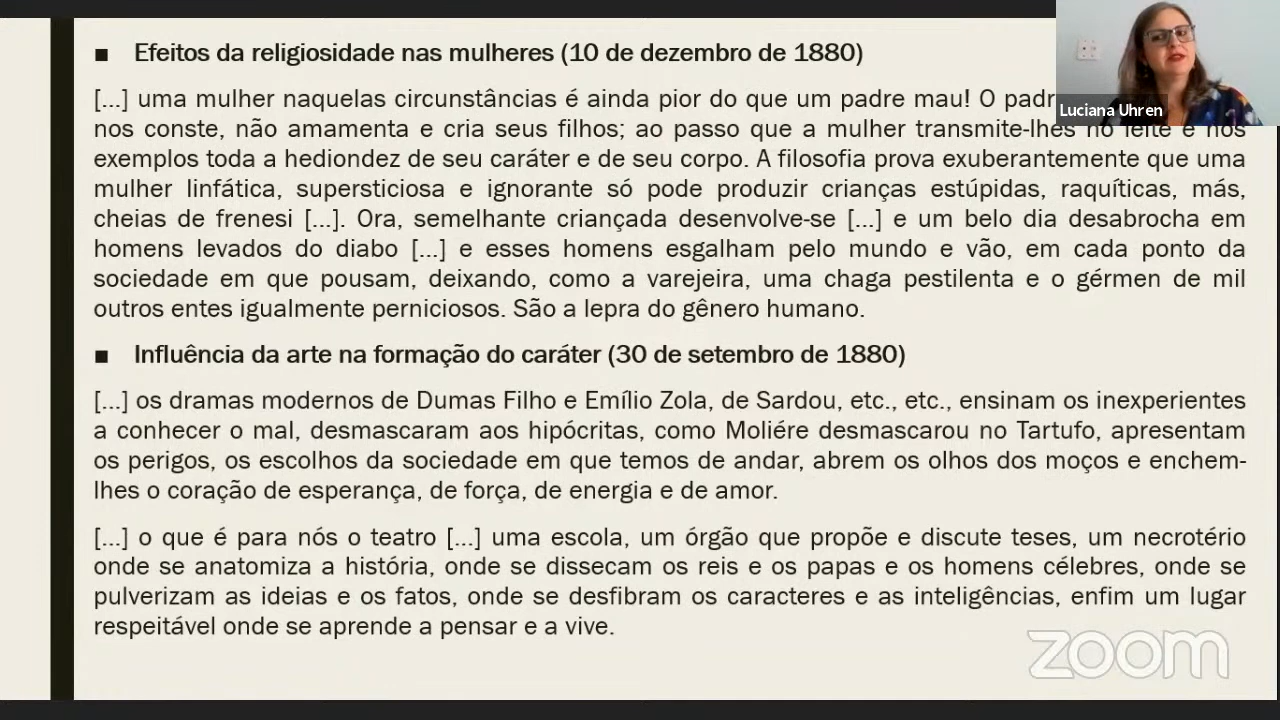 ▪ Efeitos da religiosidade nas mulheres (10 de dezembro de 1880)
[...] uma mulher naquelas circunstâncias é ainda pior do que um padre mau! O
nos conste, não amamenta e cria seus filhos; ao passo que a mulher transmite-lhes no leite e nos
exemplos toda a hediondez de seu caráter e de seu corpo. A filosofia prova exuberantemente que uma
mulher linfática, supersticiosa e ignorante só pode produzir crianças estúpidas, raquíticas, más,
cheias de frenesi [...]. Ora, semelhante criançada desenvolve-se [...] e um belo dia desabrocha em
homens levados do diabo [...] e esses homens esgalham pelo mundo e vão, em cada ponto da
sociedade em que pousam, deixando, como a varejeira, uma chaga pestilenta e o gérmen de mil
outros entes igualmente perniciosos. São a lepra do gênero humano.
▪ Influência da arte na formação do caráter (30 de setembro de 1880)
[...] os dramas modernos de Dumas Filho e Emílio Zola, de Sardou, etc., etc., ensinam os inexperientes
a conhecer o mal, desmascaram aos hipócritas, como Moliére desmascarou no Tartufo, apresentam
os perigos, os escolhos da sociedade em que temos de andar, abrem os olhos dos moços e enchem-
lhes o coração de esperança, de força, de energia e de amor.
[...] o que é para nós o teatro [...] uma escola, um órgão que propõe e discute teses, um necrotério
onde se anatomiza a história, onde se dissecam os reis e os papas e os homens célebres, onde se
pulverizam as ideias e os fatos, onde se desfibram os caracteres e as inteligências, enfim um lugar
respeitável onde se aprende a pensar e a vive.
Luciana Uhren
zoom